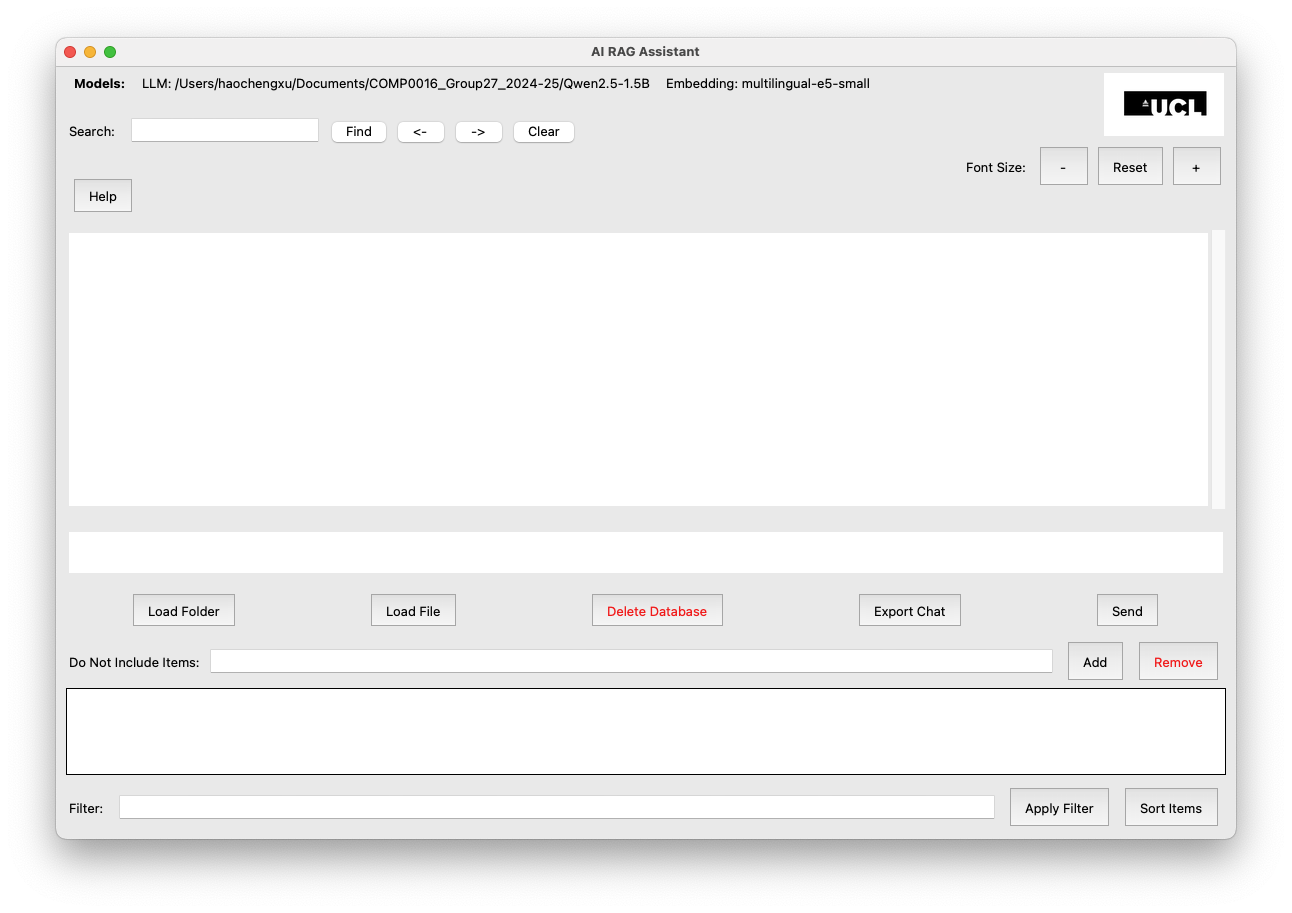 AI RAG Assistant
Models: LLM: /Users/haochengxu/Documents/COMP0016_Group27_2024-25/Qwen2.5-1.5B Embedding: multilingual-e5-small
UCL
Search: Find <- -> Clear
Font Size: - Reset +
Help
Load Folder Load File Delete Database Export Chat Send
Do Not Include Items: Add Remove
Filter: Apply Filter Sort Items